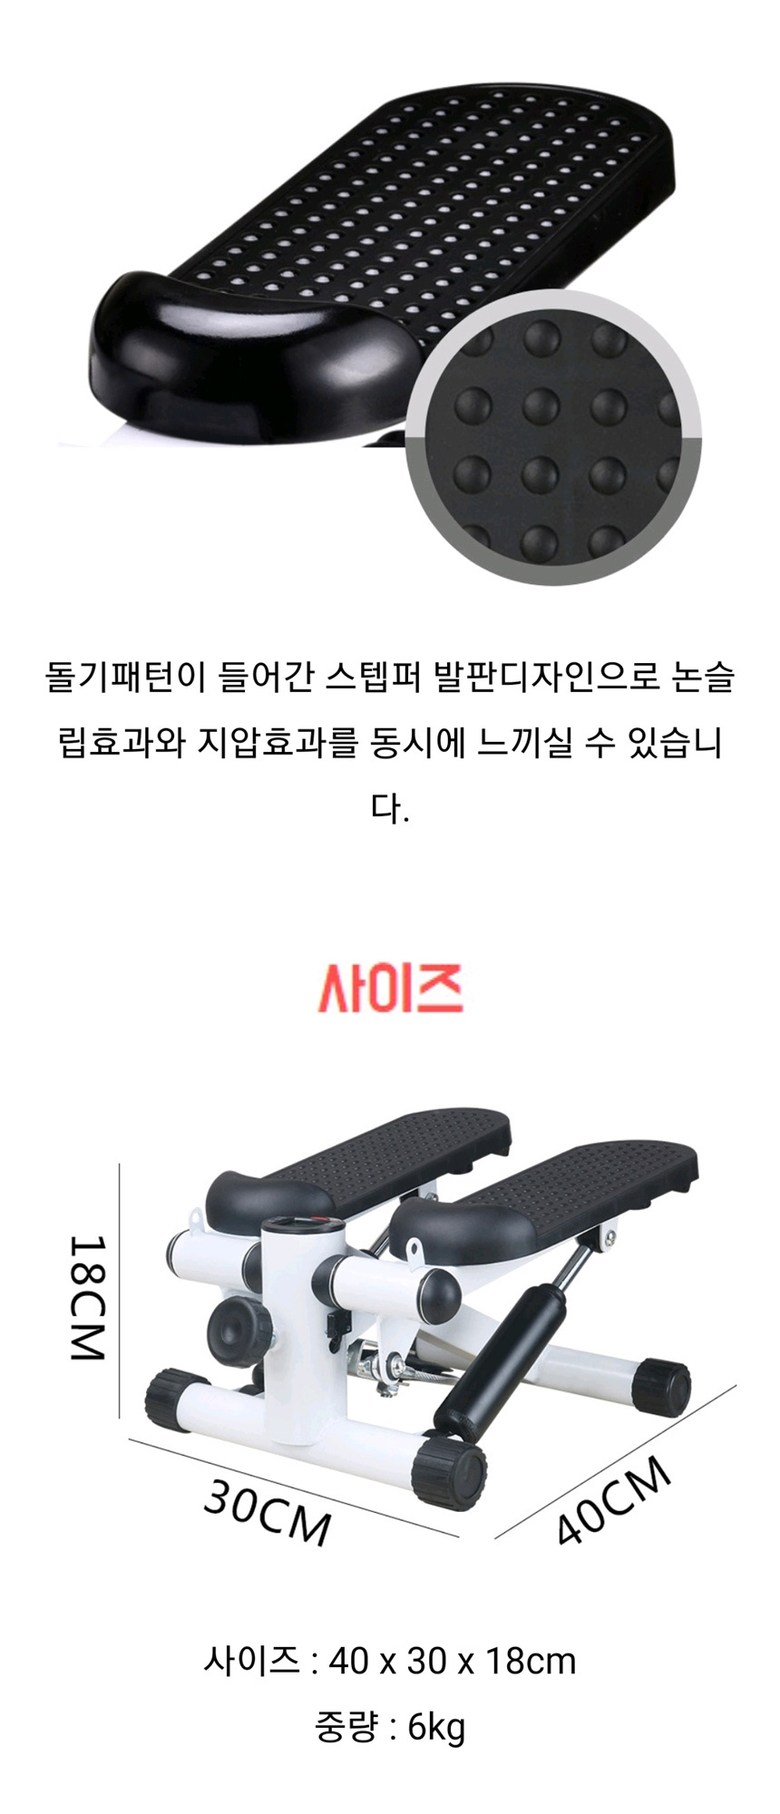 돌기패턴이 들어간 스텝퍼 발판디자인으로 논슬
립효과와 지압효과를 동시에 느끼실 수 있습니
다.
사이즈
18CM
30CM
40CM
사이즈 : 40 x 30 x 18cm
중량 : 6kg